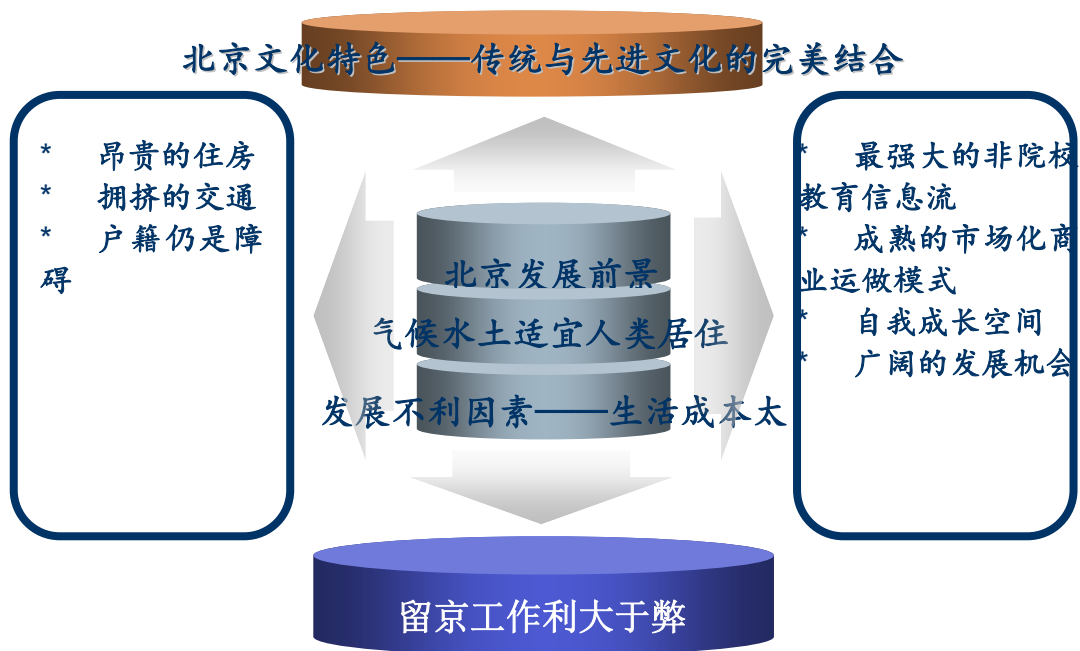 北京文化特色——传统与先进文化的完美结合
* 昂贵的住房
* 拥挤的交通
* 户籍仍是障
碍
北京发展前景
气候水土适宜人类居住
发展不利因素——生活成本太
* 最强大的非院校
教育信息流
* 成熟的市场化商
业运做模式
* 自我成长空间
* 广阔的发展机会
留京工作利大于弊